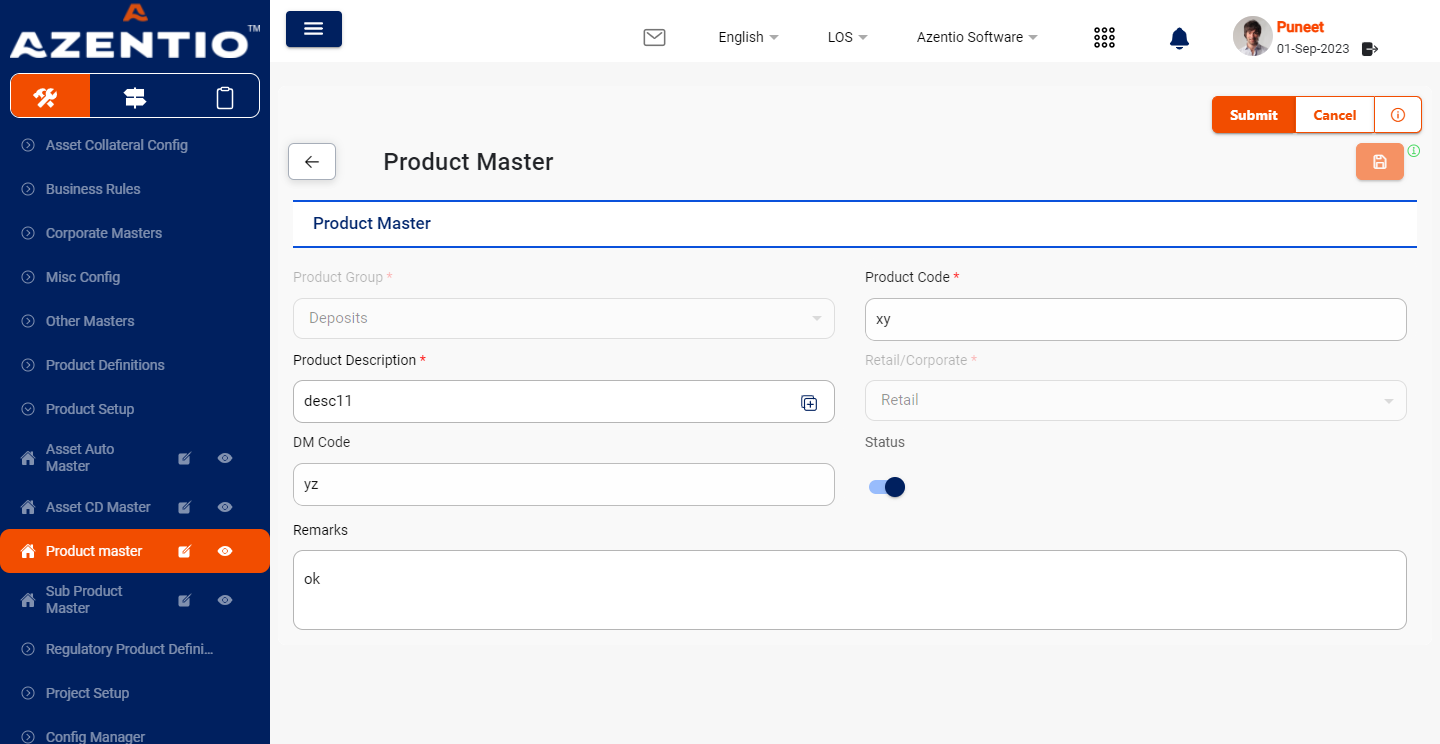 AZENTIO™
English
LOS
Azentio Software
Puneet
01-Sep-2023
Submit
Cancel
Product Master
Product Master
Product Group *
Deposits
Product Code *
xy
Product Description *
desc11
Retail/Corporate *
Retail
DM Code
yz
Status
Remarks
ok
Asset Collateral Config
Business Rules
Corporate Masters
Misc Config
Other Masters
Product Definitions
Product Setup
Asset Auto
Master
Asset CD Master
Product master
Sub Product
Master
Regulatory Product Defini...
Project Setup
Config Manager